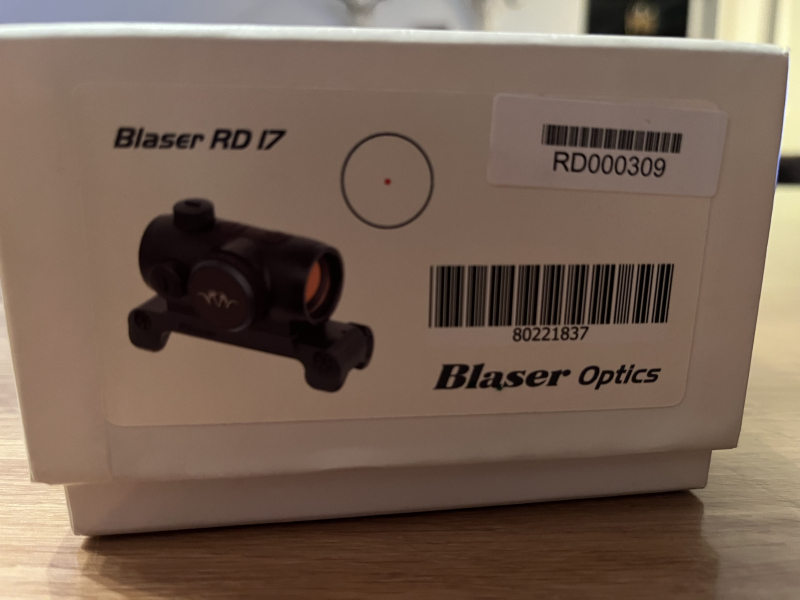 Blaser RD 17
RD000309
80221837
Blaser Optics